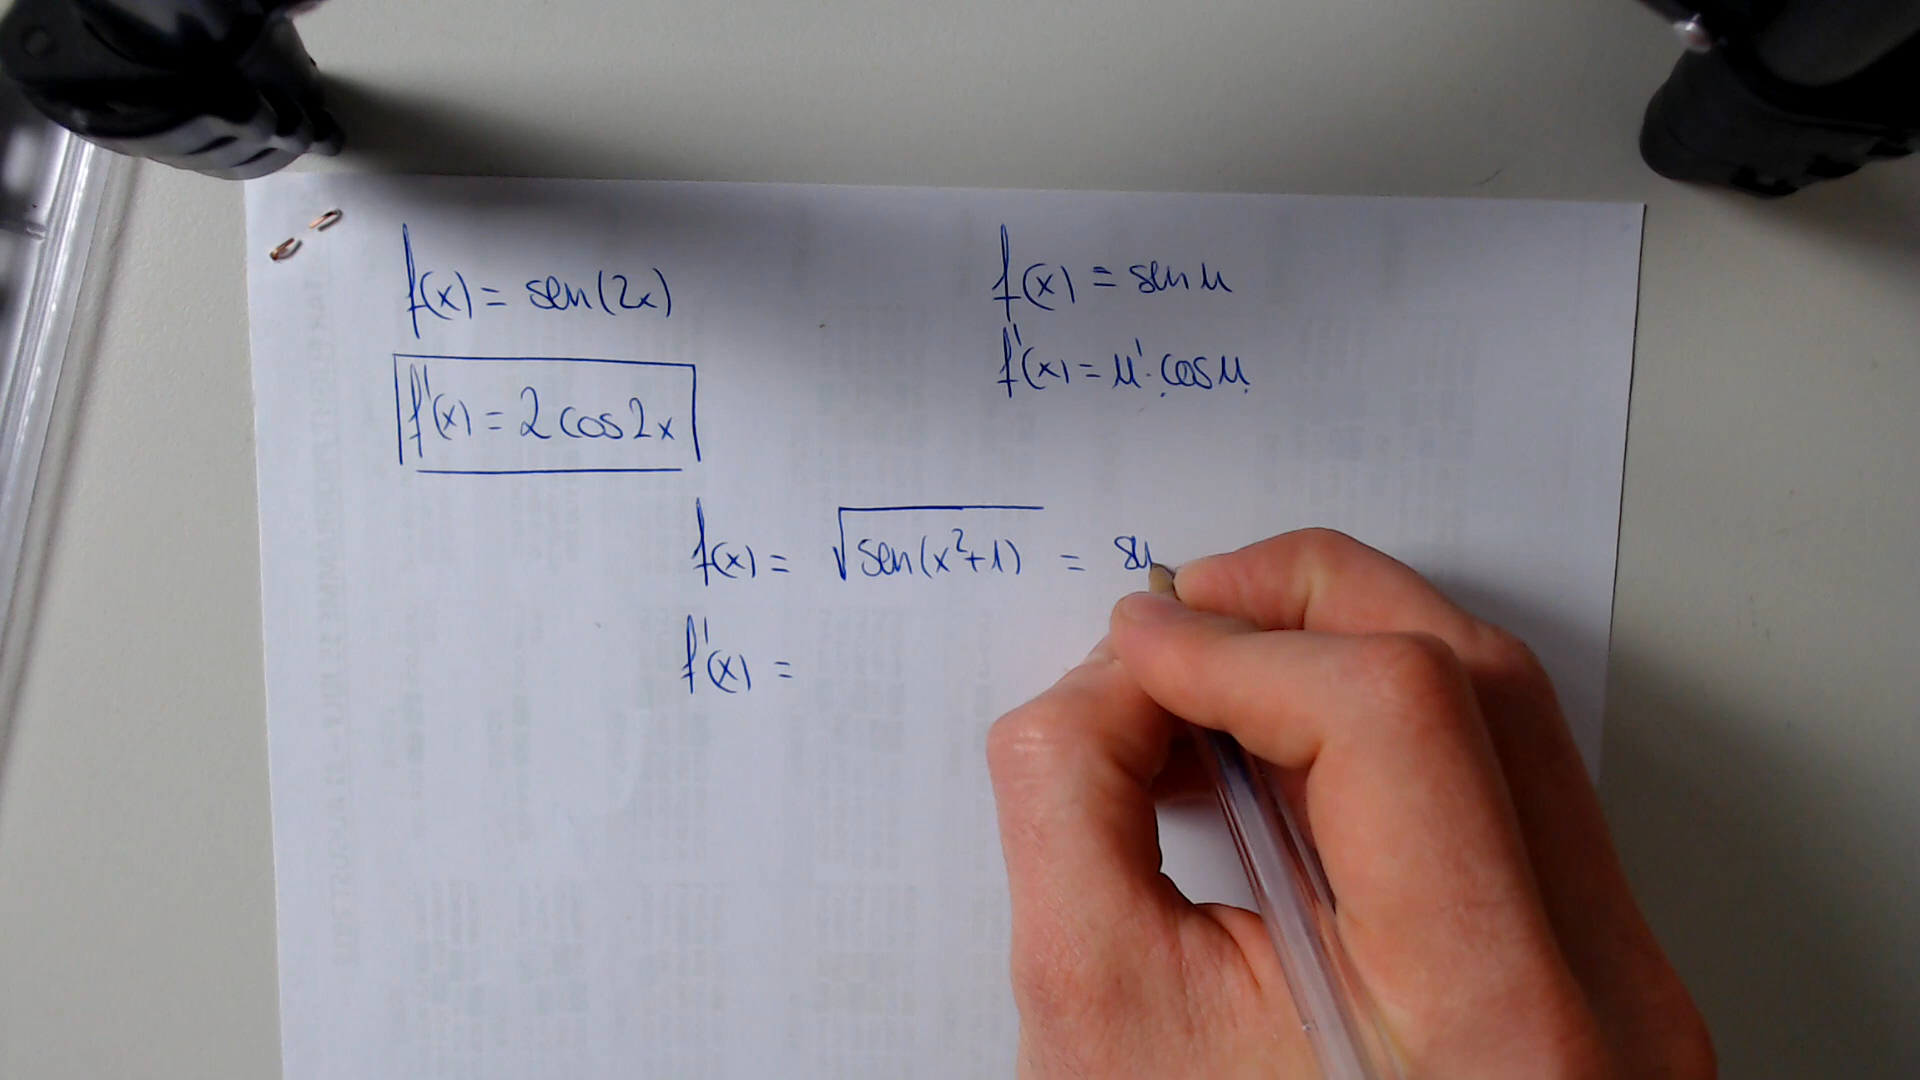 f(x) = sen(2x)
f'(x) = 2 cos 2x
f(x) = sen u
f'(x) = u' · cos u
f(x) = √sen(x²+1) =
f'(x) =